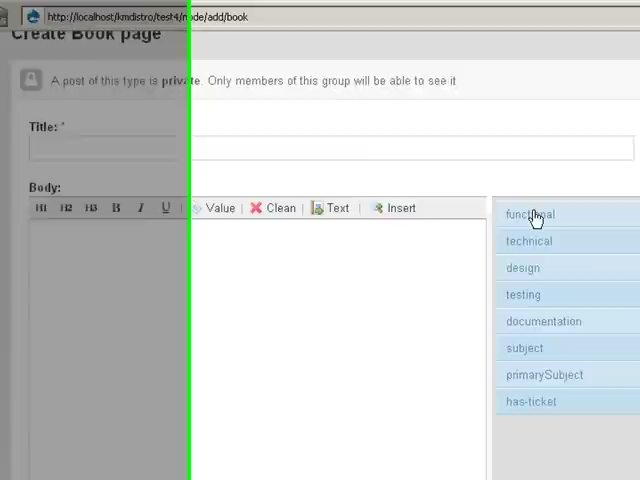 http://localhost/kmdistro/test4/node/add/book
Create Book page
A post of this type is private. Only members of this group will be able to see it
Title: *
Body:
H1 H2 H3 B I U Value Clean Text Insert
functional
technical
design
testing
documentation
subject
primarySubject
has-ticket